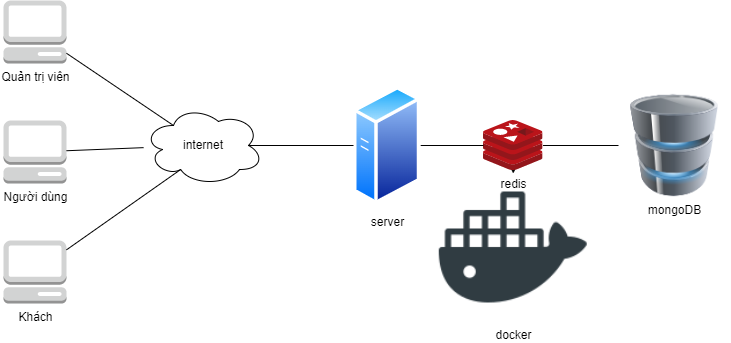 Quản trị viên
Người dùng
Khách
internet
server
redis
docker
mongoDB